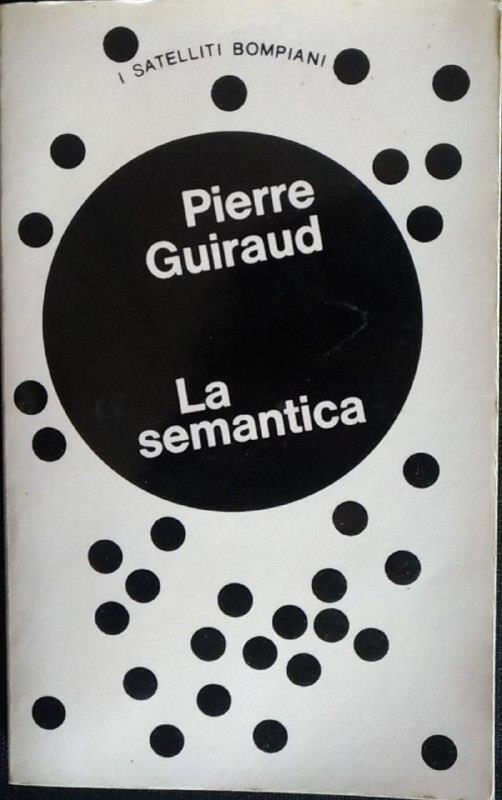 I SATELLITI BOMPIANI
Pierre
Guiraud
La
semantica